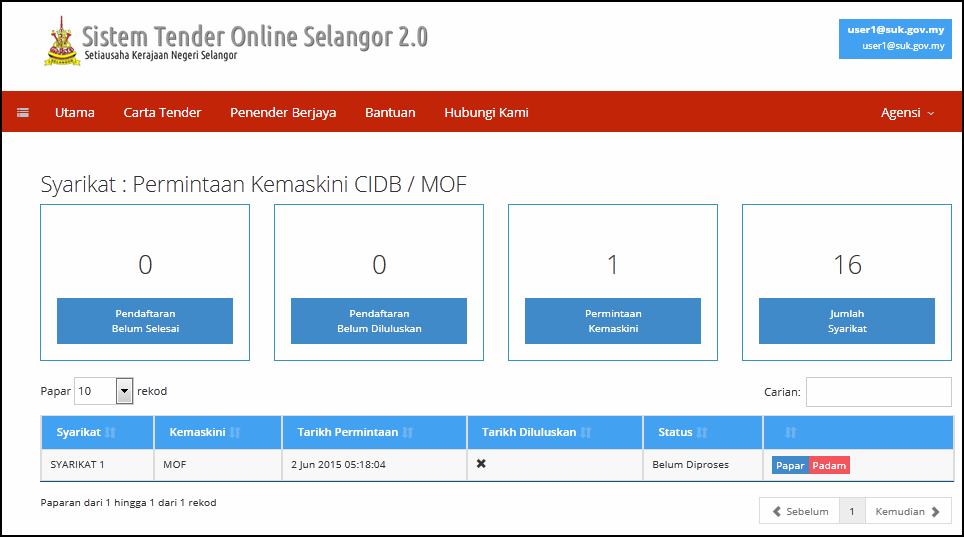 Sistem Tender Online Selangor 2.0
Setiausaha Kerajaan Negeri Selangor
user1@suk.gov.my
user1@suk.gov.my
Utama Carta Tender Penender Berjaya Bantuan Hubungi Kami Agensi
Syarikat : Permintaan Kemaskini CIDB / MOF
0 0 1 16
Pendaftaran Pendaftaran Permintaan Jumlah
Belum Selesai Belum Diluluskan Kemaskini Syarikat
Papar 10 rekod Carian:
Syarikat Kemaskini Tarikh Permintaan Tarikh Diluluskan Status
SYARIKAT 1 MOF 2 Jun 2015 05:18:04 Belum Diproses Papar Padam
Paparan dari 1 hingga 1 dari 1 rekod
Sebelum 1 Kemudian